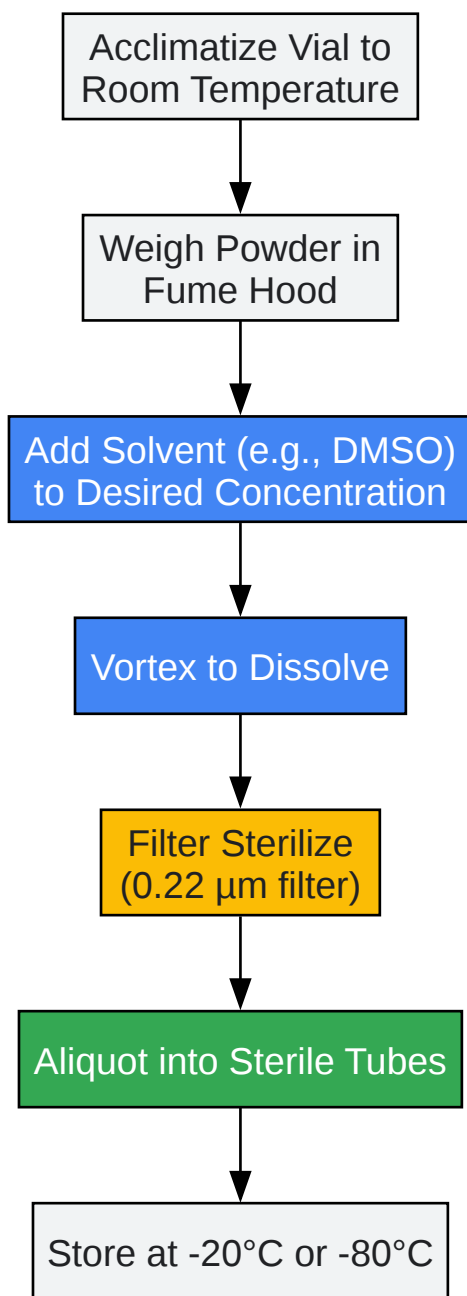 Acclimatize Vial to
Room Temperature
Weigh Powder in
Fume Hood
Add Solvent (e.g., DMSO)
to Desired Concentration
Vortex to Dissolve
Filter Sterilize
(0.22 µm filter)
Aliquot into Sterile Tubes
Store at -20°C or -80°C